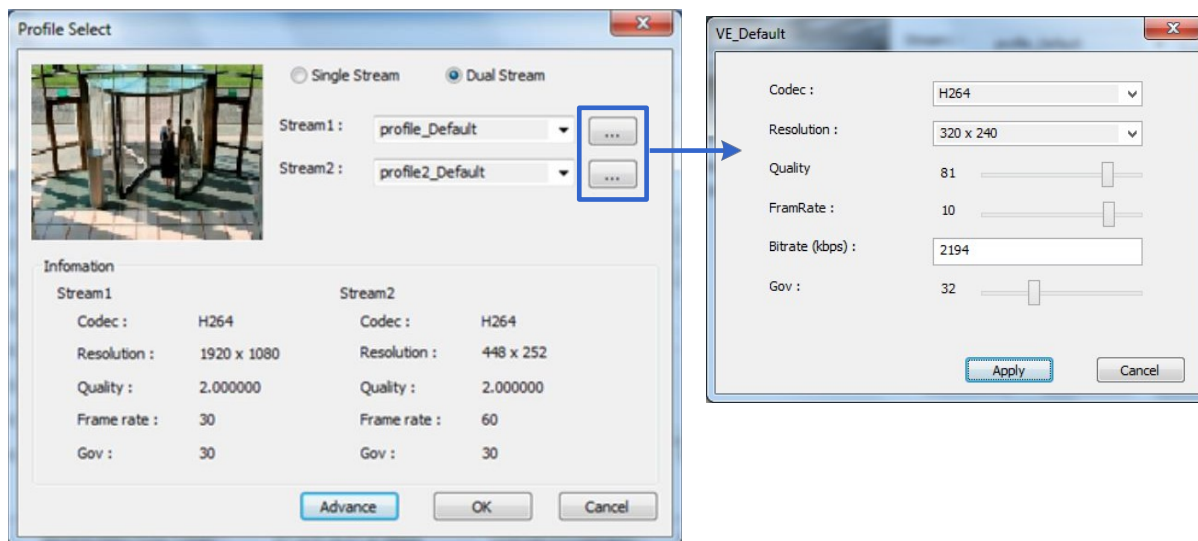 Profile Select
Single Stream Dual Stream
Stream1 : profile_Default ...
Stream2 : profile2_Default ...
Infomation
Stream1 Stream2
Codec : H264 Codec : H264
Resolution : 1920 x 1080 Resolution : 448 x 252
Quality : 2.000000 Quality : 2.000000
Frame rate : 30 Frame rate : 60
Gov : 30 Gov : 30
Advance OK Cancel
VE_Default
Codec : H264
Resolution : 320 x 240
Quality 81
FramRate : 10
Bitrate (kbps) : 2194
Gov : 32
Apply Cancel